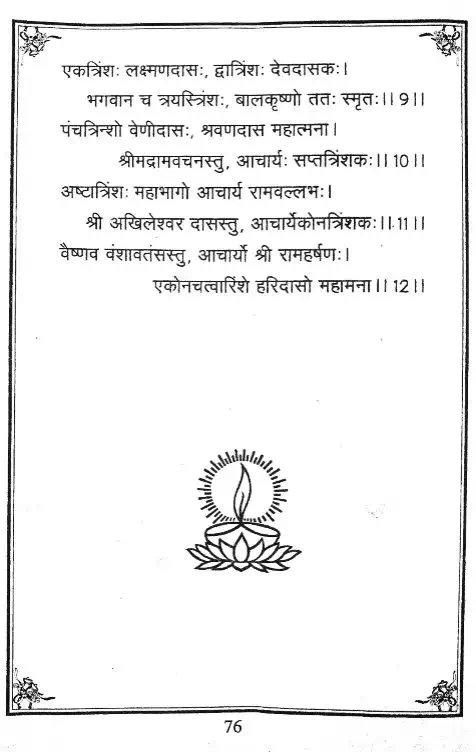 एकत्रिंशः लक्ष्मणदासः, द्वात्रिंशः देवदासकः।
भगवान च त्रयस्त्रिंशः, बालकृष्णो ततः स्मृतः।।9।।
पंचत्रिन्शो वेणीदासः, श्रवणदास महात्मना।
श्रीमद्रामवचनस्तु, आचार्यः सप्तत्रिंशकः।।10।।
अष्टात्रिंशः महाभागो आचार्य रामवल्लभः।
श्री अखिलेश्वर दासस्तु, आचार्येकोनत्रिंशकः।।11।।
वैष्णव वंशावतंसस्तु, आचार्यो श्री रामहर्षणः।
एकोनचत्वारिंशे हरिदासो महामना।।12।।
76